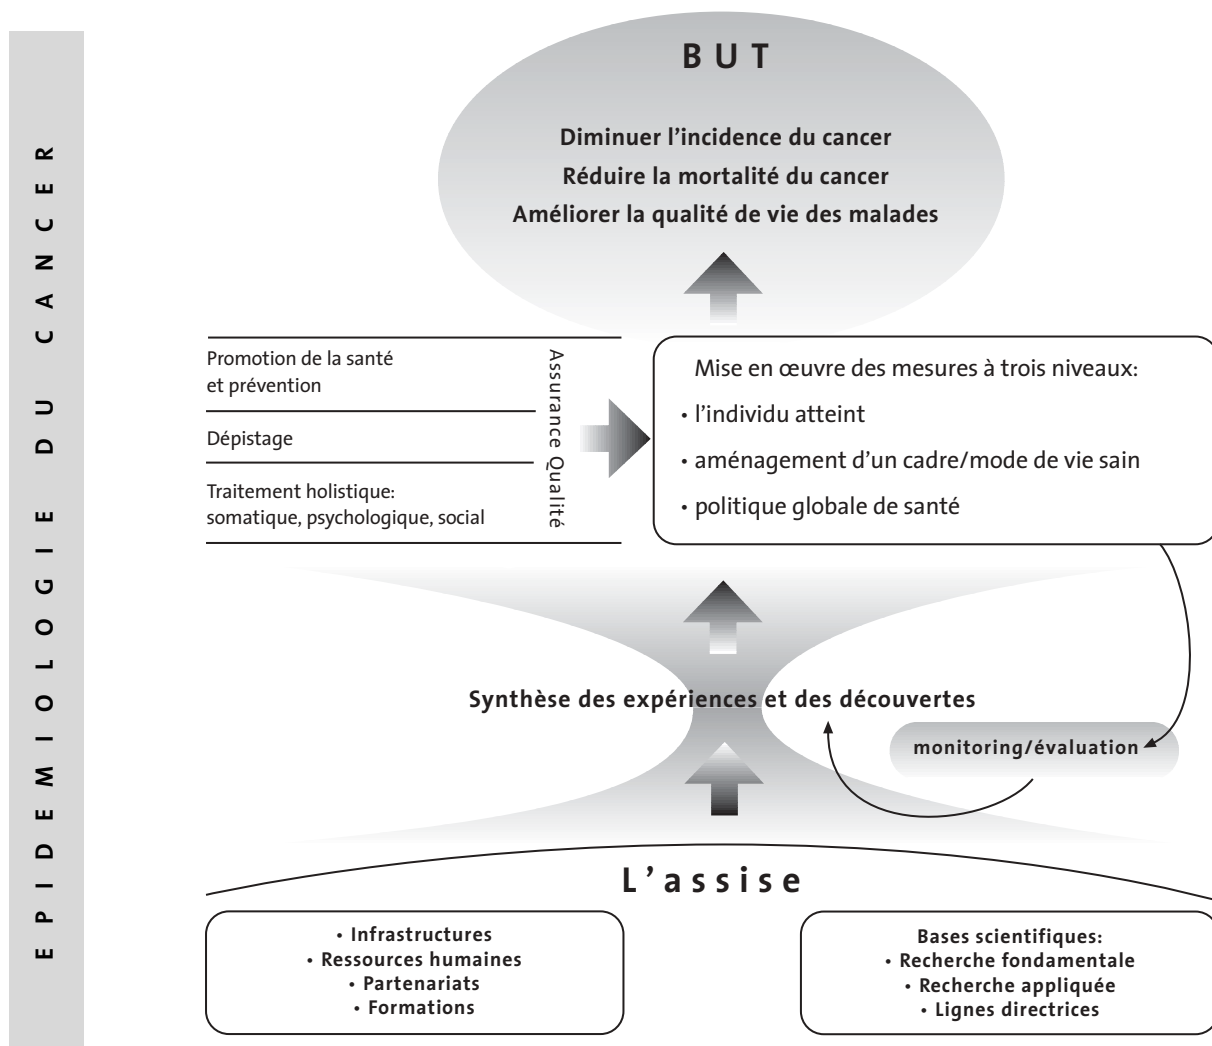 EPIDEMIOLOGIE DU CANCER
BUT
Diminuer l’incidence du cancer
Réduire la mortalité du cancer
Améliorer la qualité de vie des malades
Promotion de la santé
et prévention
Dépistage
Traitement holistique:
somatique, psychologique, social
Assurance Qualité
Mise en œuvre des mesures à trois niveaux:
• l’individu atteint
• aménagement d’un cadre/mode de vie sain
• politique globale de santé
Synthèse des expériences et des découvertes
monitoring/évaluation
L’assise
• Infrastructures
• Ressources humaines
• Partenariats
• Formations
Bases scientifiques:
• Recherche fondamentale
• Recherche appliquée
• Lignes directrices